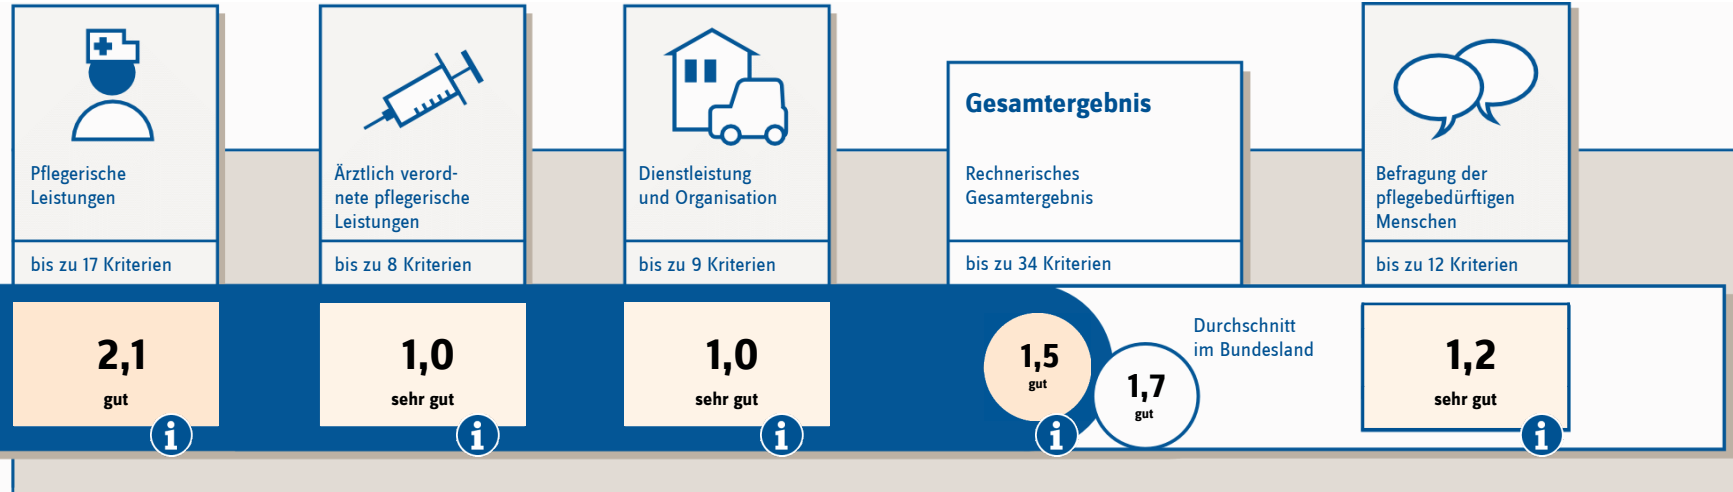 Pflegerische
Leistungen
bis zu 17 Kriterien
2,1
gut
i
Ärztlich verord-
nete pflegerische
Leistungen
bis zu 8 Kriterien
1,0
sehr gut
i
Dienstleistung
und Organisation
bis zu 9 Kriterien
1,0
sehr gut
i
Gesamtergebnis
Rechnerisches
Gesamtergebnis
bis zu 34 Kriterien
1,5
gut
i
1,7
gut
Durchschnitt
im Bundesland
Befragung der
pflegebedürftigen
Menschen
bis zu 12 Kriterien
1,2
sehr gut
i